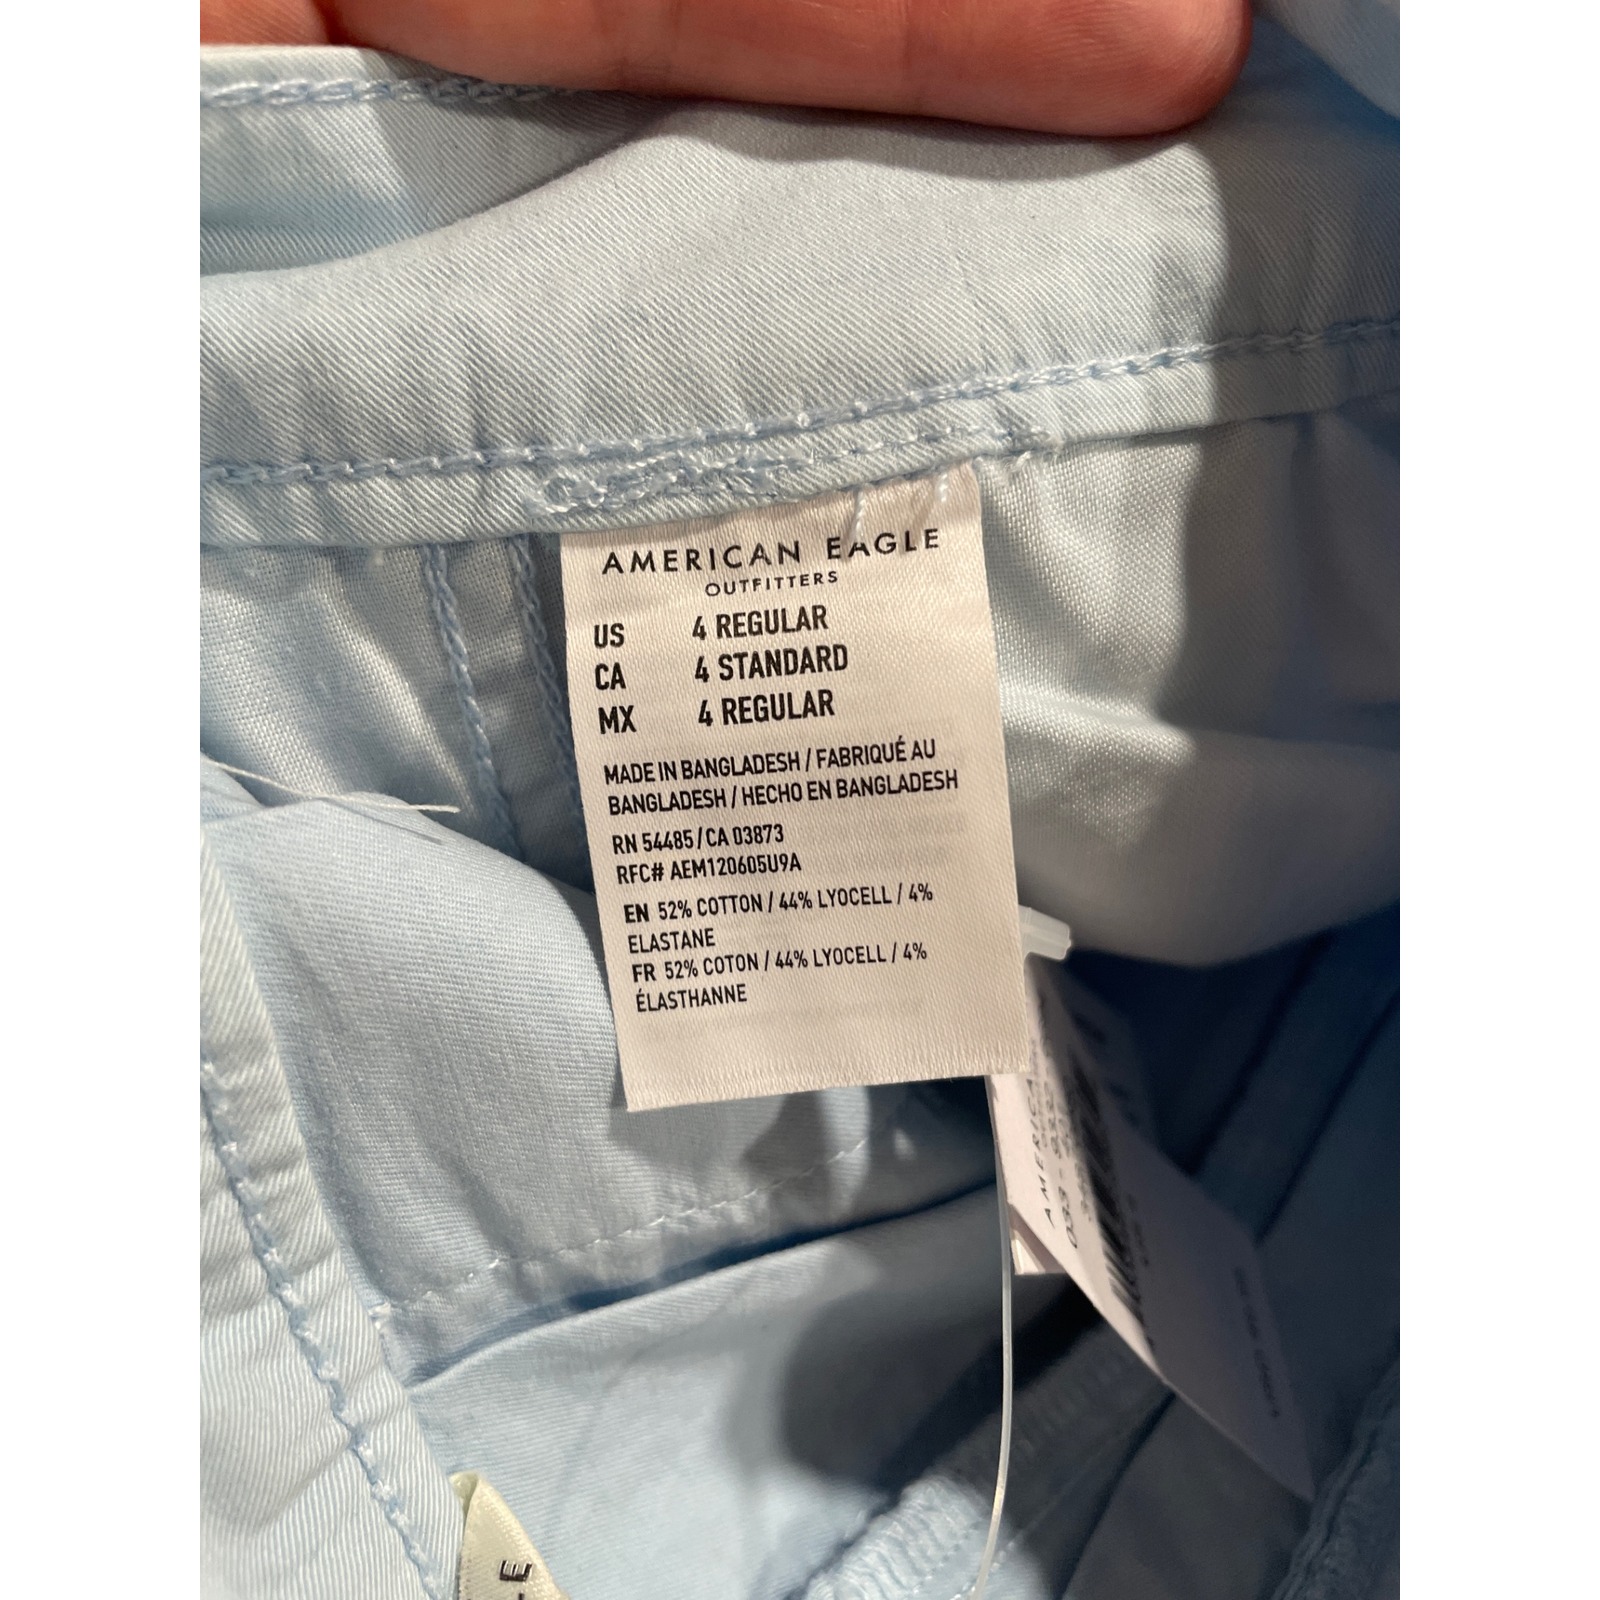 AMERICAN EAGLE
OUTFITTERS
US 4 REGULAR
CA 4 STANDARD
MX 4 REGULAR
MADE IN BANGLADESH / FABRIQUÉ AU
BANGLADESH / HECHO EN BANGLADESH
RN 54485 / CA 03873
RFC# AEM120605U9A
EN 52% COTTON / 44% LYOCELL / 4%
ELASTANE
FR 52% COTON / 44% LYOCELL / 4%
ÉLASTHANNE